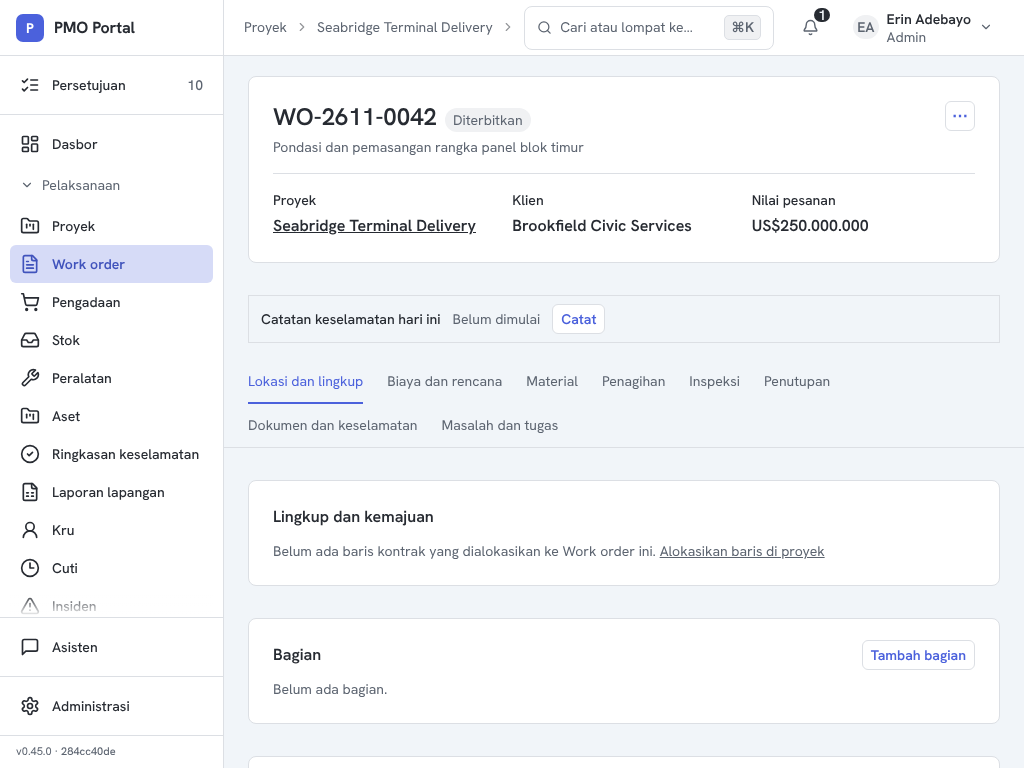 P PMO Portal
Proyek > Seabridge Terminal Delivery >
Cari atau lompat ke... ⌘K
1
EA Erin Adebayo
Admin
Persetujuan 10
Dasbor
Pelaksanaan
Proyek
Work order
Pengadaan
Stok
Peralatan
Aset
Ringkasan keselamatan
Laporan lapangan
Kru
Cuti
Insiden
Asisten
Administrasi
v0.45.0 · 284cc40de
WO-2611-0042 Diterbitkan
Pondasi dan pemasangan rangka panel blok timur
Proyek Klien Nilai pesanan
Seabridge Terminal Delivery Brookfield Civic Services US$250.000.000
Catatan keselamatan hari ini Belum dimulai Catat
Lokasi dan lingkup Biaya dan rencana Material Penagihan Inspeksi Penutupan
Dokumen dan keselamatan Masalah dan tugas
Lingkup dan kemajuan
Belum ada baris kontrak yang dialokasikan ke Work order ini. Alokasikan baris di proyek
Bagian Tambah bagian
Belum ada bagian.